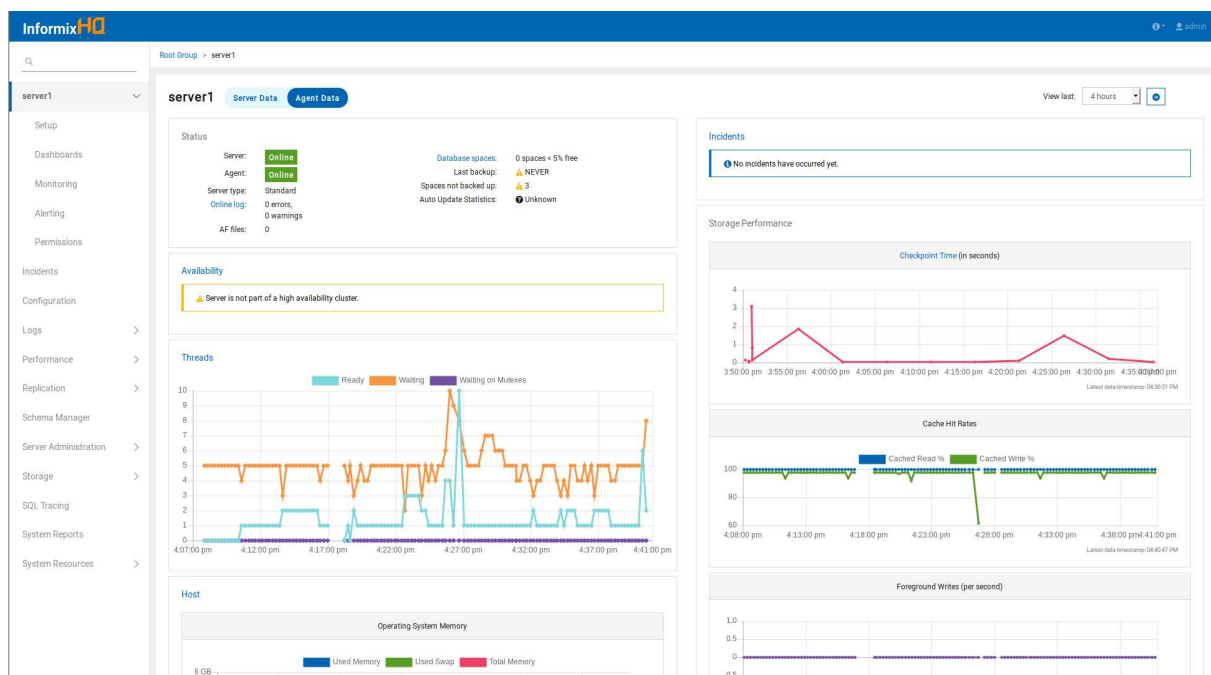 InformixHQ
admin
Root Group > server1
server1
Setup
Dashboards
Monitoring
Alerting
Permissions
Incidents
Configuration
Logs
Performance
Replication
Schema Manager
Server Administration
Storage
SQL Tracing
System Reports
System Resources
server1 Server Data Agent Data
View last: 4 hours
Status
Server: Online
Agent: Online
Server type: Standard
Online log: 0 errors,
0 warnings
AF files: 0
Database spaces: 0 spaces < 5% free
Last backup: NEVER
Spaces not backed up: 3
Auto Update Statistics: Unknown
Availability
Server is not part of a high availability cluster.
Threads
Ready Waiting Waiting on Mutexes
10
9
8
7
6
5
4
3
2
1
0
4:07:00 pm 4:12:00 pm 4:17:00 pm 4:22:00 pm 4:27:00 pm 4:32:00 pm 4:37:00 pm 4:41:00 pm
Host
Operating System Memory
Used Memory Used Swap Total Memory
6 GB
Incidents
No incidents have occurred yet.
Storage Performance
Checkpoint Time (in seconds)
4
3
2
1
0
3:50:00 pm 3:55:00 pm 4:00:00 pm 4:05:00 pm 4:10:00 pm 4:15:00 pm 4:20:00 pm 4:25:00 pm 4:30:00 pm
Latest data timestamp: 04:36:31 PM
Cache Hit Rates
Cached Read % Cached Write %
100
80
60
4:08:00 pm 4:13:00 pm 4:18:00 pm 4:23:00 pm 4:28:00 pm 4:33:00 pm 4:38:00 pm 4:41:00 pm
Latest data timestamp: 04:40:47 PM
Foreground Writes (per second)
1.0
0.5
0
-0.5